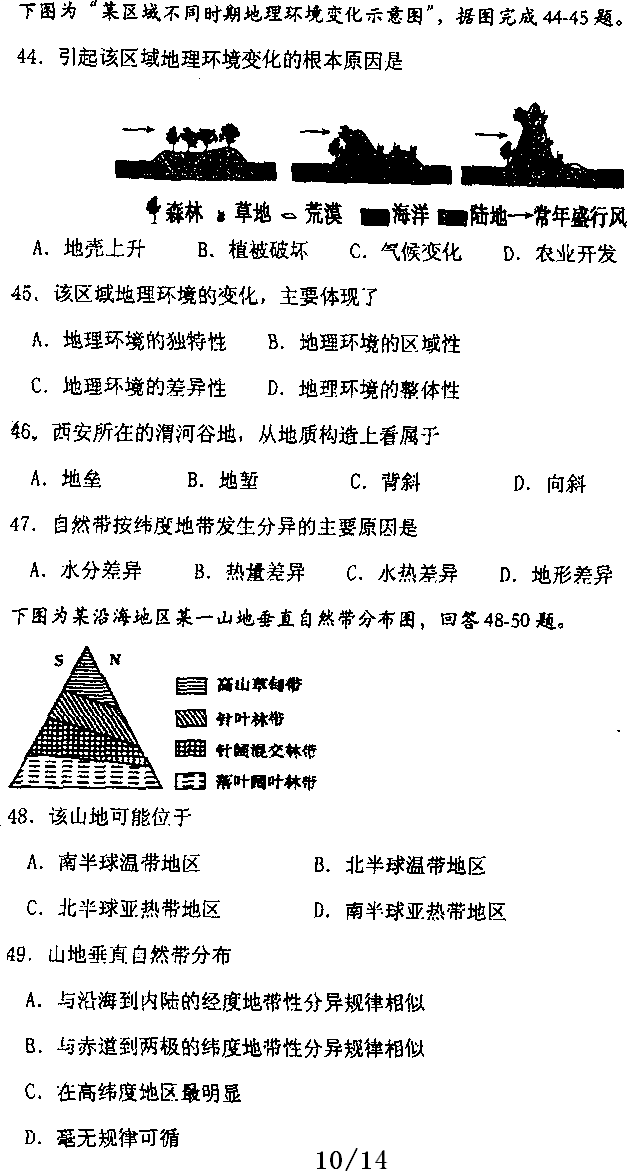 下图为“某区域不同时期地理环境变化示意图”，据图完成 44-45 题。
44．引起该区域地理环境变化的根本原因是
森林 草地 荒漠 海洋 陆地 常年盛行风
A．地壳上升 B．植被破坏 C．气候变化 D．农业开发
45．该区域地理环境的变化，主要体现了
A．地理环境的独特性 B．地理环境的区域性
C．地理环境的差异性 D．地理环境的整体性
46．西安所在的渭河谷地，从地质构造上看属于
A．地垒 B．地堑 C．背斜 D．向斜
47．自然带按纬度地带发生分异的主要原因是
A．水分差异 B．热量差异 C．水热差异 D．地形差异
下图为某沿海地区某一山地垂直自然带分布图，回答 48-50 题。
S N
高山草甸带
针叶林带
针阔混交林带
落叶阔叶林带
48．该山地可能位于
A．南半球温带地区 B．北半球温带地区
C．北半球亚热带地区 D．南半球亚热带地区
49．山地垂直自然带分布
A．与沿海到内陆的经度地带性分异规律相似
B．与赤道到两极的纬度地带性分异规律相似
C．在高纬度地区最明显
D．毫无规律可循
10/14